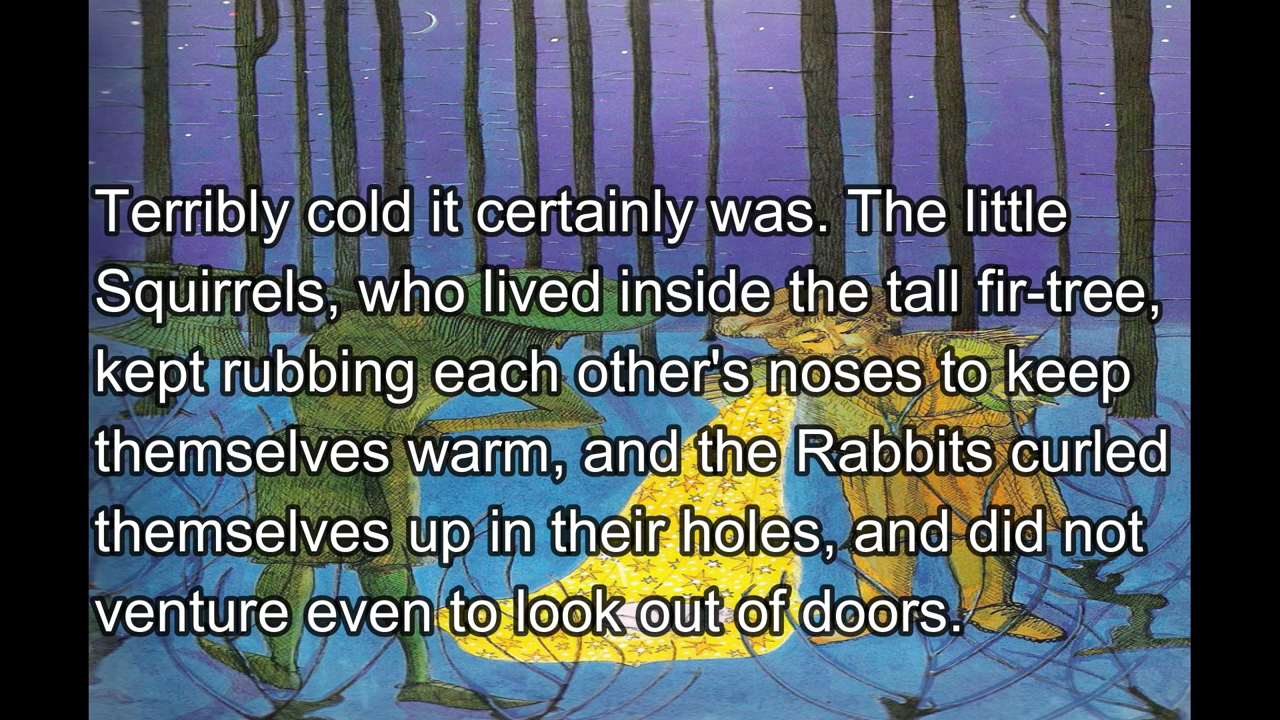 Terribly cold it certainly was. The little
Squirrels, who lived inside the tall fir-tree,
kept rubbing each other's noses to keep
themselves warm, and the Rabbits curled
themselves up in their holes, and did not
venture even to look out of doors.